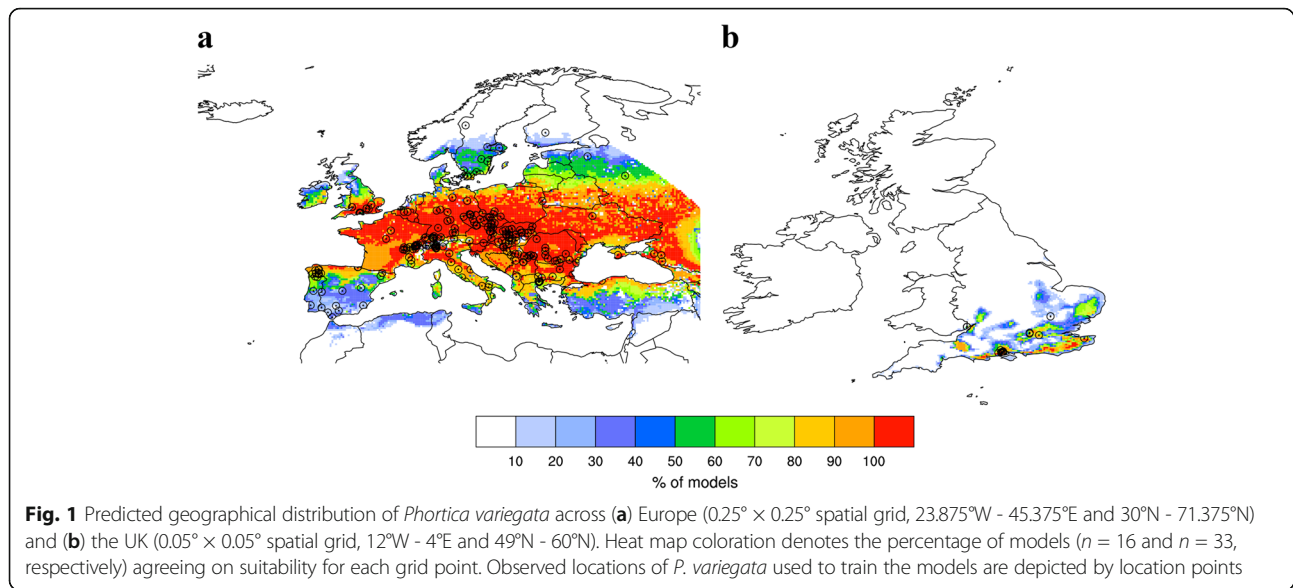 a
b
10 20 30 40 50 60 70 80 90 100
% of models
Fig. 1 Predicted geographical distribution of Phortica variegata across (a) Europe (0.25° × 0.25° spatial grid, 23.875°W - 45.375°E and 30°N - 71.375°N)
and (b) the UK (0.05° × 0.05° spatial grid, 12°W - 4°E and 49°N - 60°N). Heat map coloration denotes the percentage of models (n = 16 and n = 33,
respectively) agreeing on suitability for each grid point. Observed locations of P. variegata used to train the models are depicted by location points